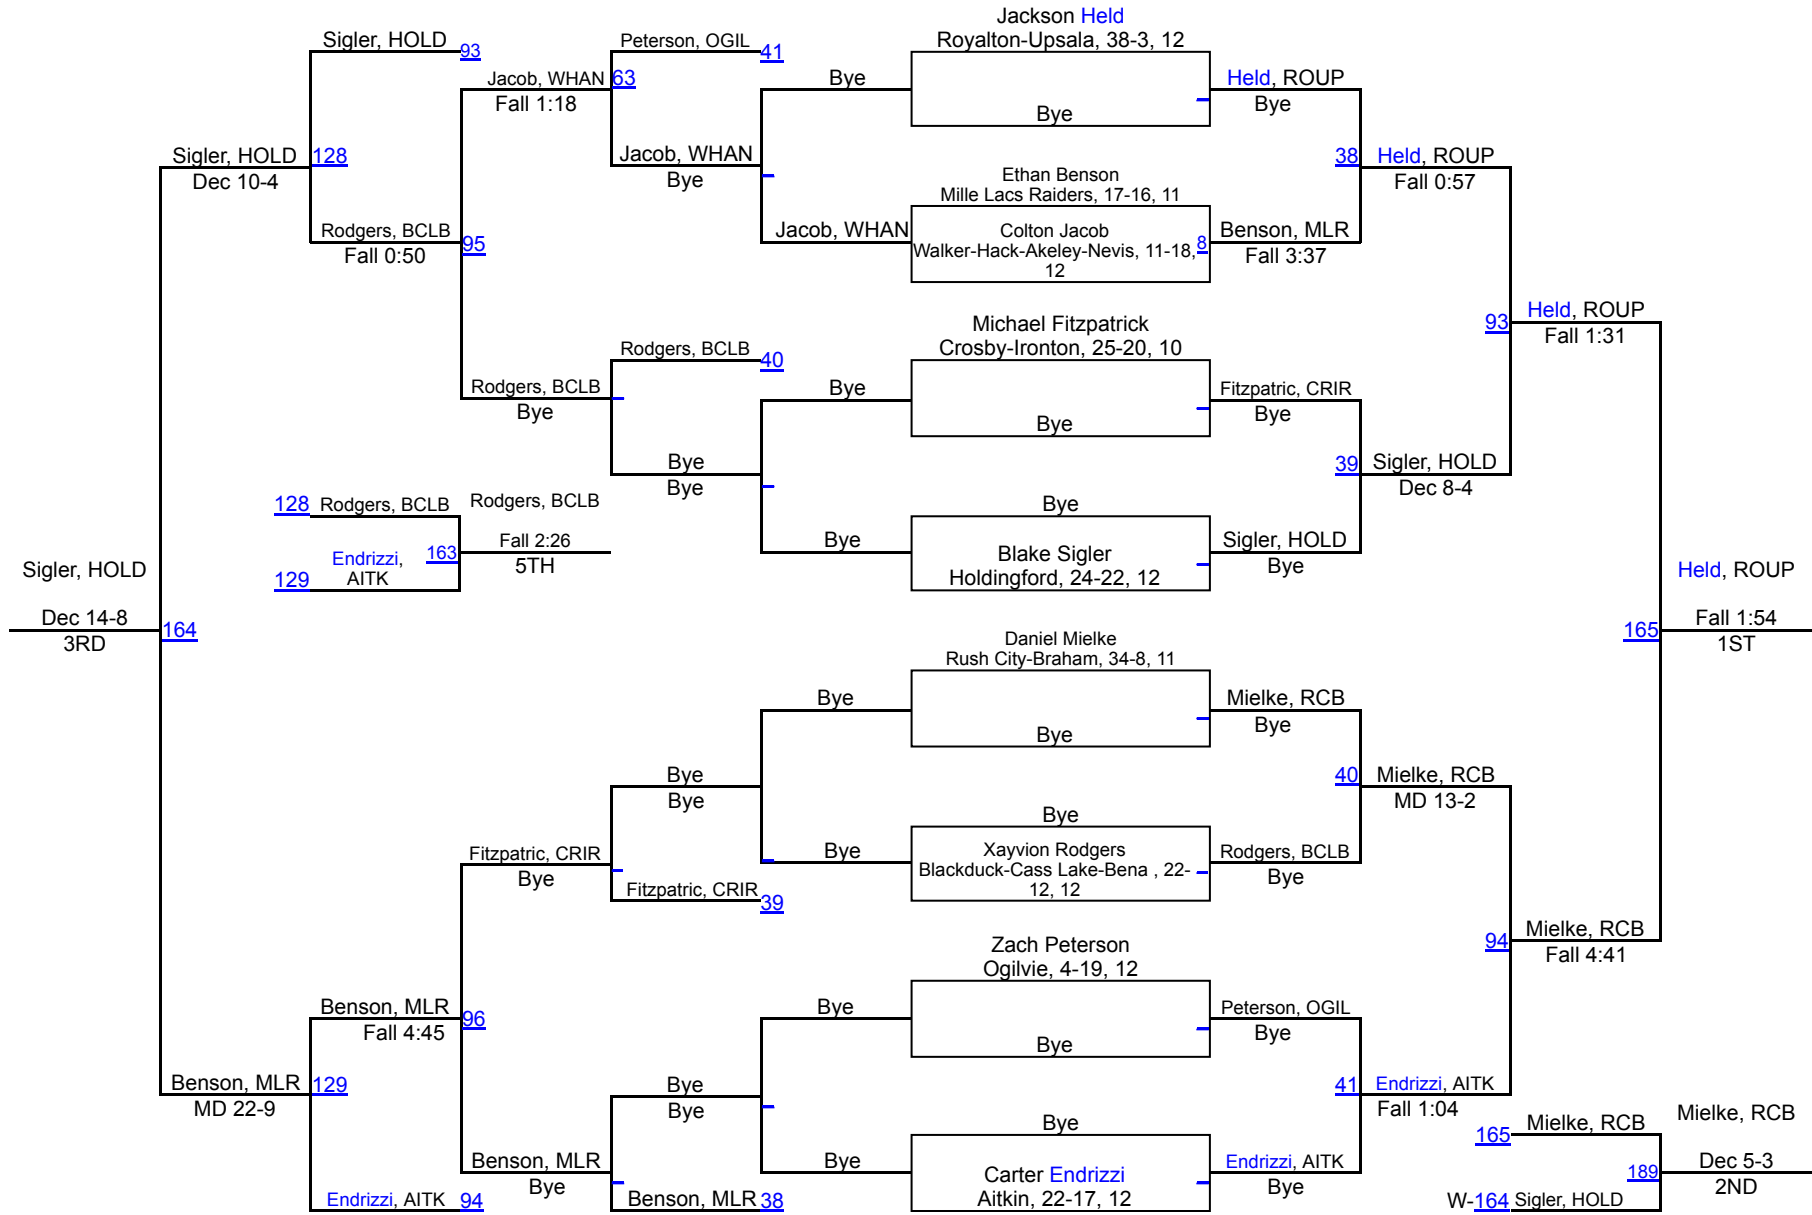 Jackson Held
Royalton-Upsala, 38-3, 12
Sigler, HOLD 93
Peterson, OGIL 41
Jacob, WHAN 63
Fall 1:18
Bye
Bye
Held, ROUP
Bye
Sigler, HOLD 128
Dec 10-4
Jacob, WHAN
Bye
38 Held, ROUP
Fall 0:57
Ethan Benson
Mille Lacs Raiders, 17-16, 11
Rodgers, BCLB 95
Fall 0:50
Jacob, WHAN
Colton Jacob
Walker-Hack-Akeley-Nevis, 11-18, 8
12
Benson, MLR
Fall 3:37
Michael Fitzpatrick
Crosby-Ironton, 25-20, 10
93 Held, ROUP
Fall 1:31
Rodgers, BCLB 40
Rodgers, BCLB
Bye
Bye
Bye
Fitzpatric, CRIR
Bye
Bye
Bye
39 Sigler, HOLD
Dec 8-4
128 Rodgers, BCLB
Rodgers, BCLB
Bye
Endrizzi,
AITK
129
163
Fall 2:26
5TH
Bye
Blake Sigler
Holdingford, 24-22, 12
Sigler, HOLD
Bye
Sigler, HOLD
Dec 14-8
3RD
164
Held, ROUP
165
Fall 1:54
1ST
Daniel Mielke
Rush City-Braham, 34-8, 11
Bye
Bye
Mielke, RCB
Bye
Bye
Bye
40 Mielke, RCB
MD 13-2
Bye
Fitzpatric, CRIR
Bye
Bye
Xayvion Rodgers
Blackduck-Cass Lake-Bena , 22-
12, 12
Rodgers, BCLB
Bye
Fitzpatric, CRIR 39
94 Mielke, RCB
Fall 4:41
Zach Peterson
Ogilvie, 4-19, 12
Benson, MLR 96
Fall 4:45
Bye
Bye
Peterson, OGIL
Bye
Benson, MLR 129
MD 22-9
Bye
Bye
41 Endrizzi, AITK
Fall 1:04
Bye
Mielke, RCB
165
Mielke, RCB
Benson, MLR
Bye
Bye
Carter Endrizzi
Aitkin, 22-17, 12
Endrizzi, AITK
Bye
189
Dec 5-3
2ND
Endrizzi, AITK 94
Benson, MLR 38
W-164 Sigler, HOLD